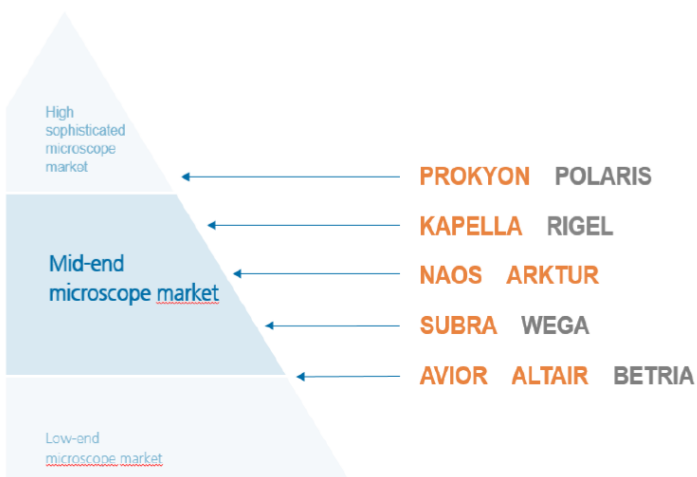 High
sophisticated
microscope
market
PROKYON POLARIS
KAPELLA RIGEL
Mid-end
microscope market
NAOS ARKTUR
SUBRA WEGA
AVIOR ALTAIR BETRIA
Low-end
microscope market